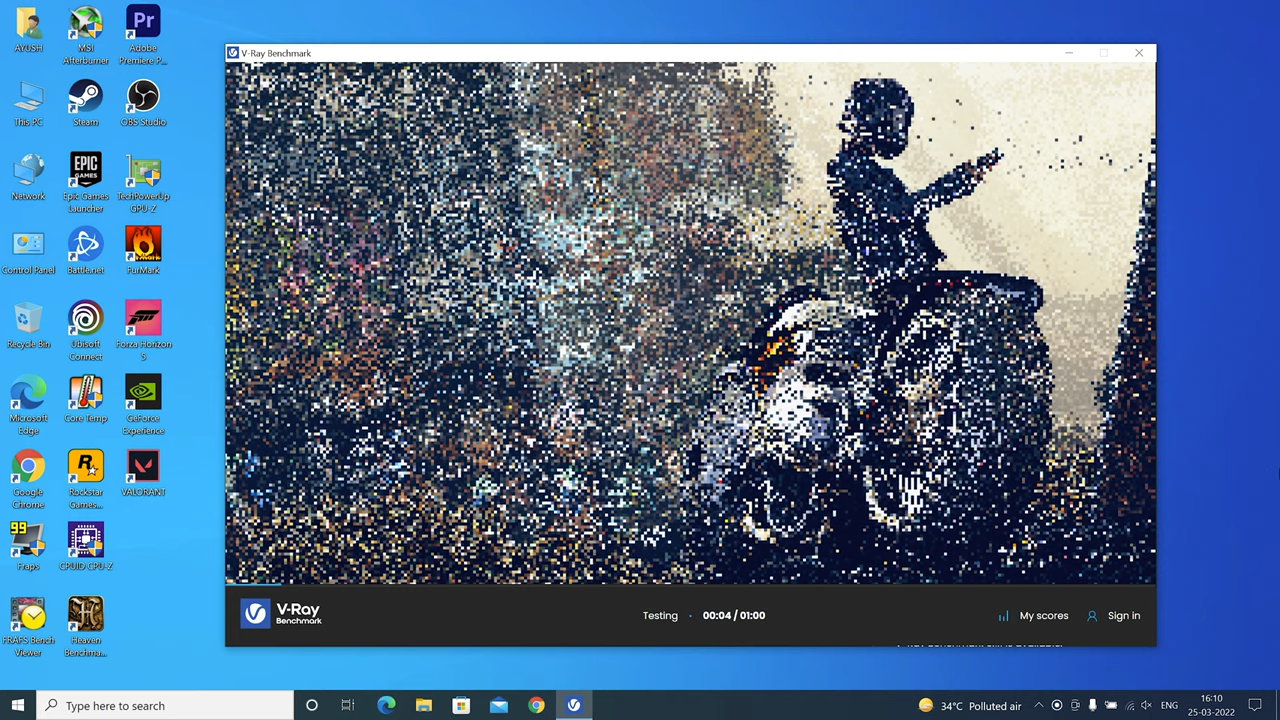 AYUSH
MSI
Afterburner
Adobe
Premiere P...
Pr
This PC
Steam
OBS Studio
Network
EPIC
GAMES
Epic Games
Launcher
TechPowerUp
GPU-Z
Control Panel
Battle.net
FurMark
Recycle Bin
Ubisoft
Connect
Forza Horizon
5
Microsoft
Edge
Core Temp
GeForce
Experience
Google
Chrome
R
Rockstar
Games...
VALORANT
99
Fraps
CPUID CPU-Z
FRAFS Bench
Viewer
Heaven
Benchma...
V-Ray Benchmark
V-Ray
Benchmark
Testing · 00:04 / 01:00
My scores
Sign in
Type here to search
34°C Polluted air
ENG
16:10
25-03-2022